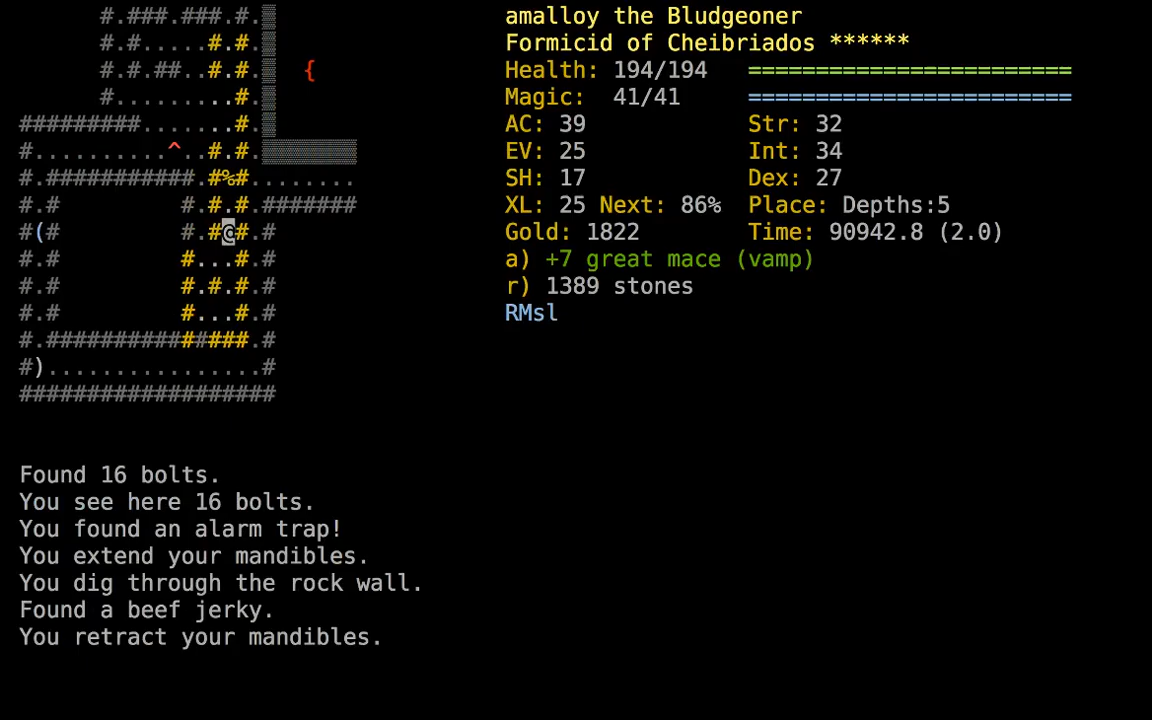 #.###.###.#.▒ amalloy the Bludgeoner
#.#.....#.#.▒ Formicid of Cheibriados ******
#.#.##..#.#.▒ { Health: 194/194 ========================
#.........#.▒ Magic: 41/41 ========================
#########.......#.▒ AC: 39 Str: 32
#.........^..#.#.▒▒▒▒▒▒▒ EV: 25 Int: 34
#.###########.#%#........ SH: 17 Dex: 27
#.# #.#.#.####### XL: 25 Next: 86% Place: Depths:5
#(# #.#@#.# Gold: 1822 Time: 90942.8 (2.0)
#.# #...#.# a) +7 great mace (vamp)
#.# #.#.#.# r) 1389 stones
#.# #...#.# RMsl
#.###########.#
#)...............#
###################
Found 16 bolts.
You see here 16 bolts.
You found an alarm trap!
You extend your mandibles.
You dig through the rock wall.
Found a beef jerky.
You retract your mandibles.